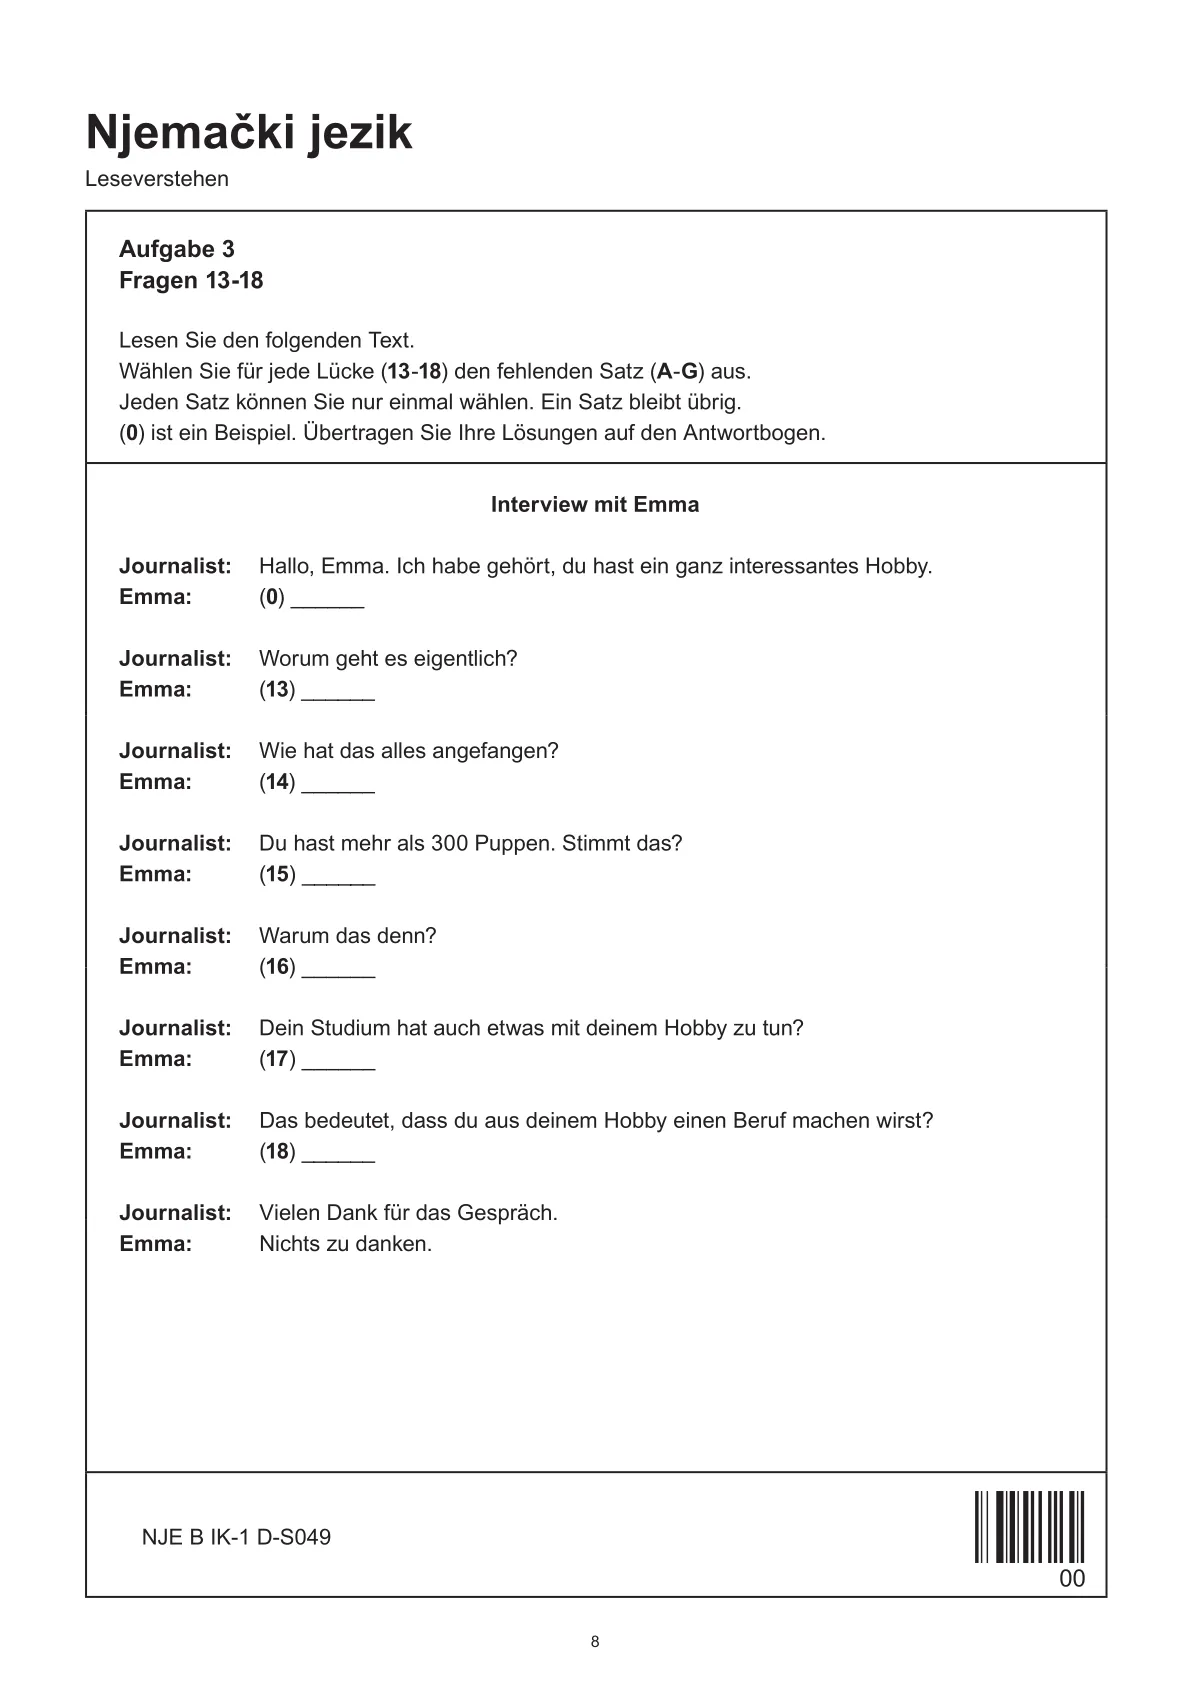 Njemački jezik
Leseverstehen
Aufgabe 3
Fragen 13-18
Lesen Sie den folgenden Text.
Wählen Sie für jede Lücke (13-18) den fehlenden Satz (A-G) aus.
Jeden Satz können Sie nur einmal wählen. Ein Satz bleibt übrig.
(0) ist ein Beispiel. Übertragen Sie Ihre Lösungen auf den Antwortbogen.
Interview mit Emma
Journalist: Hallo, Emma. Ich habe gehört, du hast ein ganz interessantes Hobby.
Emma: (0) ______
Journalist: Worum geht es eigentlich?
Emma: (13) ______
Journalist: Wie hat das alles angefangen?
Emma: (14) ______
Journalist: Du hast mehr als 300 Puppen. Stimmt das?
Emma: (15) ______
Journalist: Warum das denn?
Emma: (16) ______
Journalist: Dein Studium hat auch etwas mit deinem Hobby zu tun?
Emma: (17) ______
Journalist: Das bedeutet, dass du aus deinem Hobby einen Beruf machen wirst?
Emma: (18) ______
Journalist: Vielen Dank für das Gespräch.
Emma: Nichts zu danken.
NJE B IK-1 D-S049
00
8